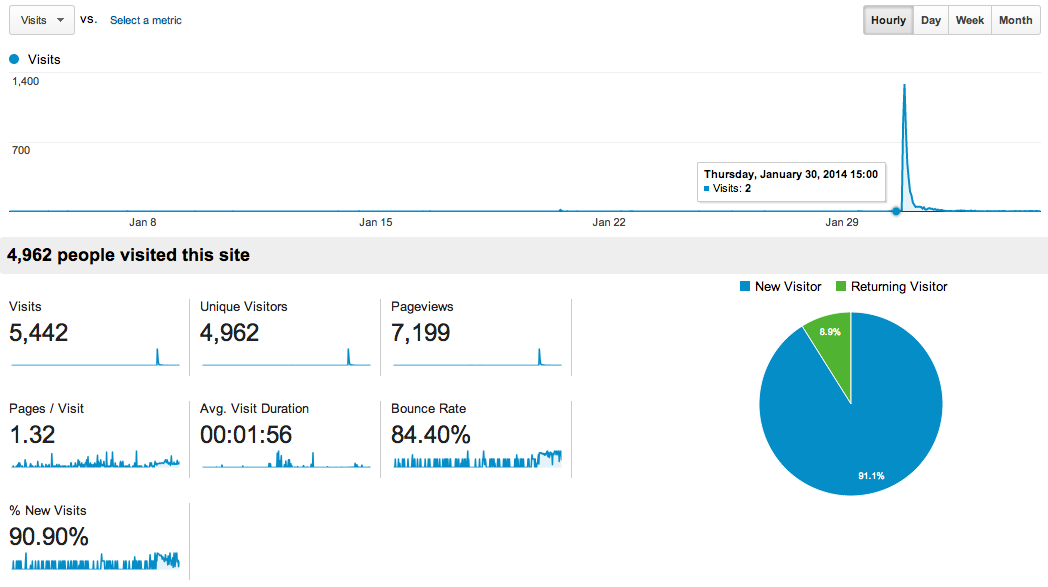 Visits vs. Select a metric Hourly Day Week Month
Visits
1,400
700
Thursday, January 30, 2014 15:00
Visits: 2
Jan 8 Jan 15 Jan 22 Jan 29
4,962 people visited this site
New Visitor Returning Visitor
Visits Unique Visitors Pageviews
5,442 4,962 7,199
8.9%
Pages / Visit Avg. Visit Duration Bounce Rate
1.32 00:01:56 84.40%
91.1%
% New Visits
90.90%